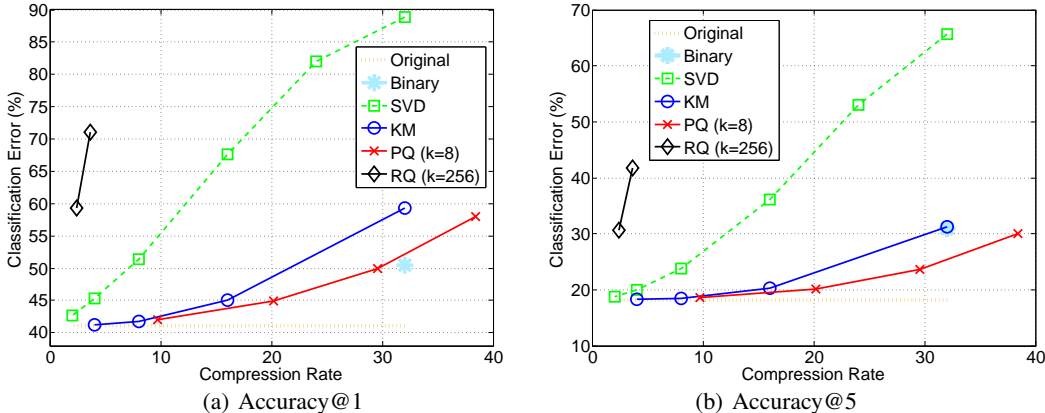 90
85
80
75
70
65
60
55
50
45
40
Classification Error (%)
0 10 20 30 40
Compression Rate
Original
Binary
SVD
KM
PQ (k=8)
RQ (k=256)
(a) Accuracy@1
70
60
50
40
30
20
10
Classification Error (%)
0 10 20 30 40
Compression Rate
Original
Binary
SVD
KM
PQ (k=8)
RQ (k=256)
(b) Accuracy@5